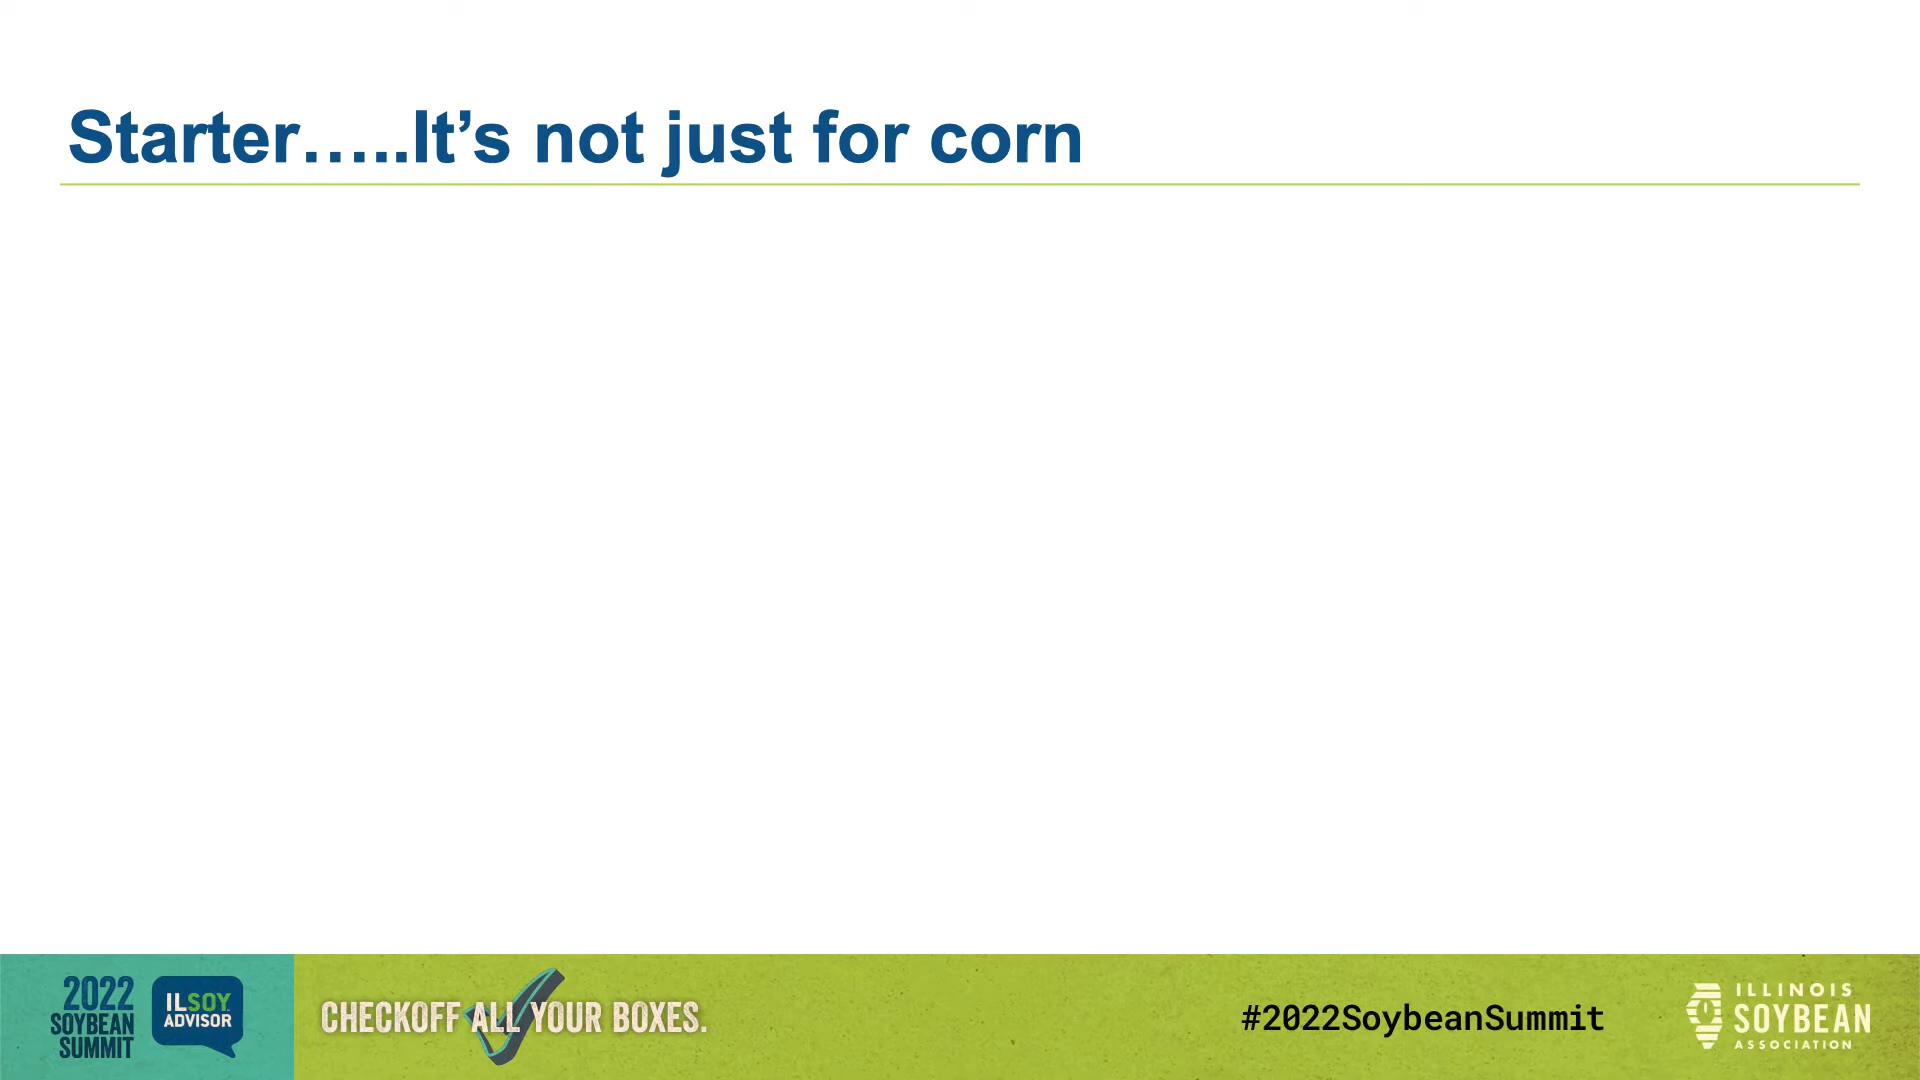 Starter…..It’s not just for corn
2022
SOYBEAN
SUMMIT
ILSOY
ADVISOR
CHECKOFF ALL YOUR BOXES.
#2022SoybeanSummit
ILLINOIS
SOYBEAN
ASSOCIATION